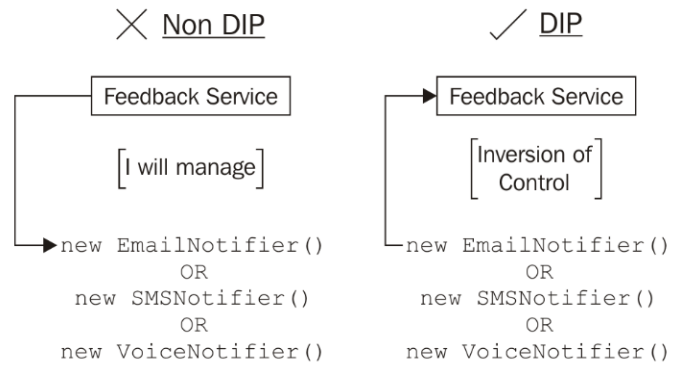 Non DIP
Feedback Service
[I will manage]
new EmailNotifier()
OR
new SMSNotifier()
OR
new VoiceNotifier()
DIP
Feedback Service
[Inversion of
Control]
new EmailNotifier()
OR
new SMSNotifier()
OR
new VoiceNotifier()